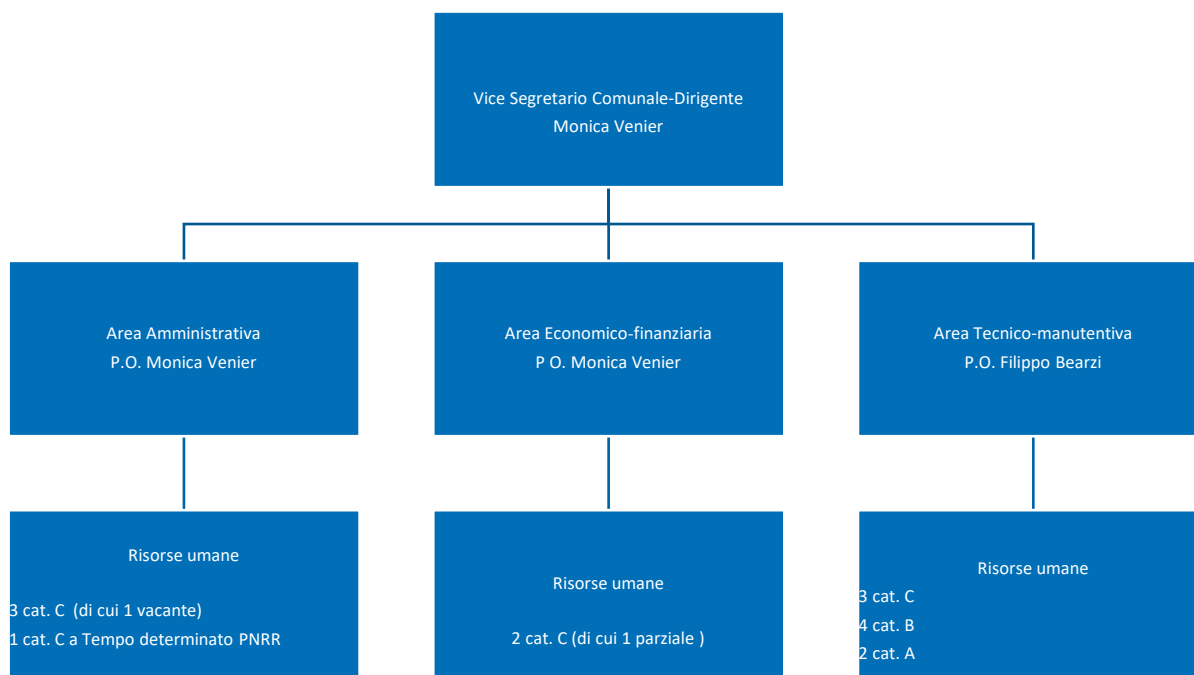 Vice Segretario Comunale-Dirigente
Monica Venier
Area Amministrativa
P.O. Monica Venier
Area Economico-finanziaria
P O. Monica Venier
Area Tecnico-manutentiva
P.O. Filippo Bearzi
Risorse umane
3 cat. C (di cui 1 vacante)
1 cat. C a Tempo determinato PNRR
Risorse umane
2 cat. C (di cui 1 parziale )
Risorse umane
3 cat. C
4 cat. B
2 cat. A